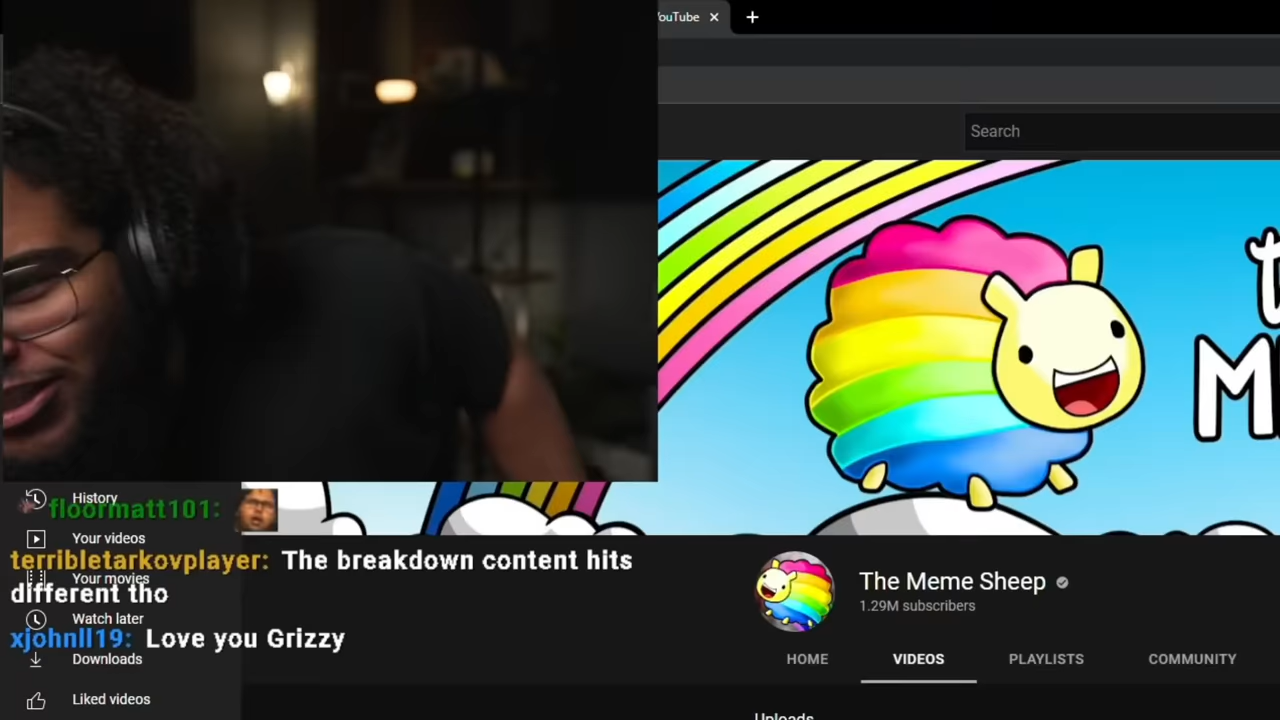 YouTube
Search
t
M
History
floormatt101:
Your videos
terribletarkovplayer: The breakdown content hits
different tho
Your movies
Watch later
xjohnll19: Love you Grizzy
Downloads
Liked videos
The Meme Sheep
1.29M subscribers
HOME
VIDEOS
PLAYLISTS
COMMUNITY
Uploads